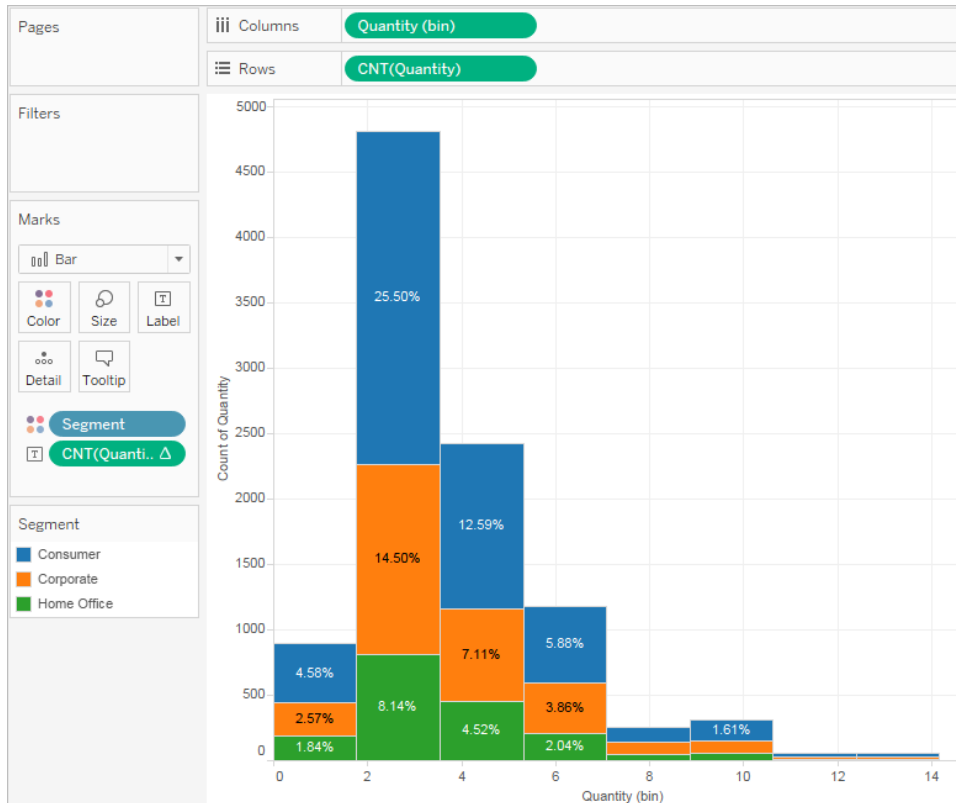 Pages
Columns
Quantity (bin)
Rows
CNT(Quantity)
Filters
Marks
Bar
Color
Size
Label
Detail
Tooltip
Segment
CNT(Quanti.. Δ
Segment
Consumer
Corporate
Home Office
5000
4500
4000
3500
3000
2500
2000
1500
1000
500
0
Count of Quantity
4.58%
2.57%
1.84%
25.50%
14.50%
8.14%
12.59%
7.11%
4.52%
5.88%
3.86%
2.04%
1.61%
0
2
4
6
8
10
12
14
Quantity (bin)